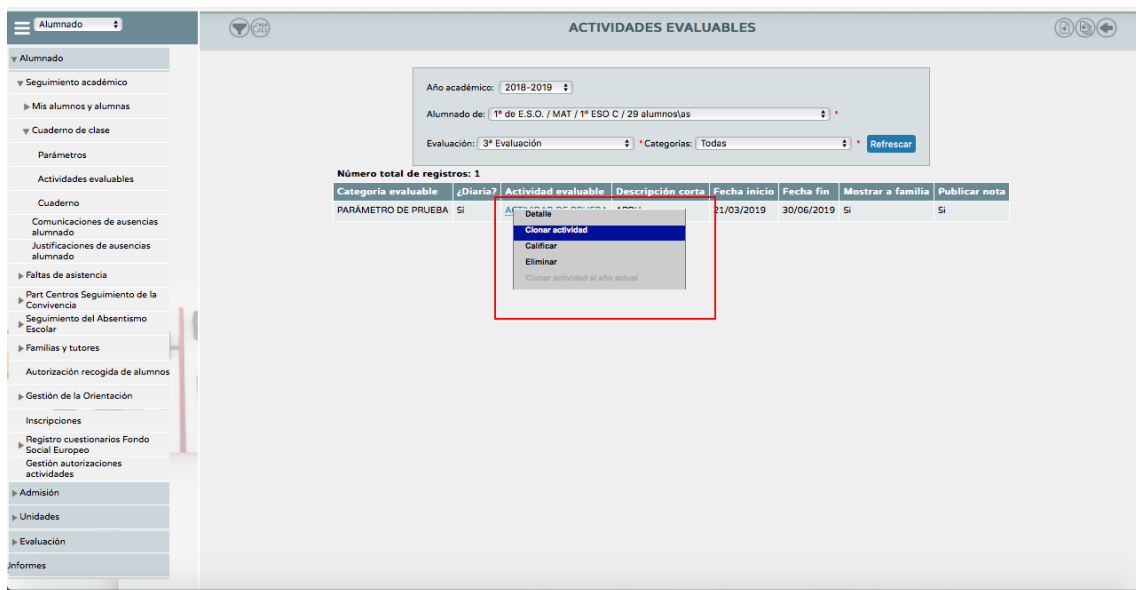 Alumnado
ACTIVIDADES EVALUABLES
Alumnado
Seguimiento académico
Mis alumnos y alumnas
Cuaderno de clase
Parámetros
Actividades evaluables
Cuaderno
Comunicaciones de ausencias
alumnado
Justificaciones de ausencias
alumnado
Faltas de asistencia
Part Centros Seguimiento de la
Convivencia
Seguimiento del Absentismo
Escolar
Familias y tutores
Autorización recogida de alumnos
Gestión de la Orientación
Inscripciones
Registro cuestionarios Fondo
Social Europeo
Gestión autorizaciones
actividades
Admisión
Unidades
Evaluación
Informes
Año académico: 2018-2019
Alumnado de: 1º de E.S.O. / MAT / 1º ESO C / 29 alumnos\as *
Evaluación: 3ª Evaluación * Categorías: Todas * Refrescar
Número total de registros: 1
Categoría evaluable ¿Diaria? Actividad evaluable Descripción corta Fecha inicio Fecha fin Mostrar a familia Publicar nota
PARÁMETRO DE PRUEBA Sí ACTIVIDAD DE PRUEBA 21/03/2019 30/06/2019 Si Si
Detalle
Clonar actividad
Calificar
Eliminar
Clonar actividad al año actual